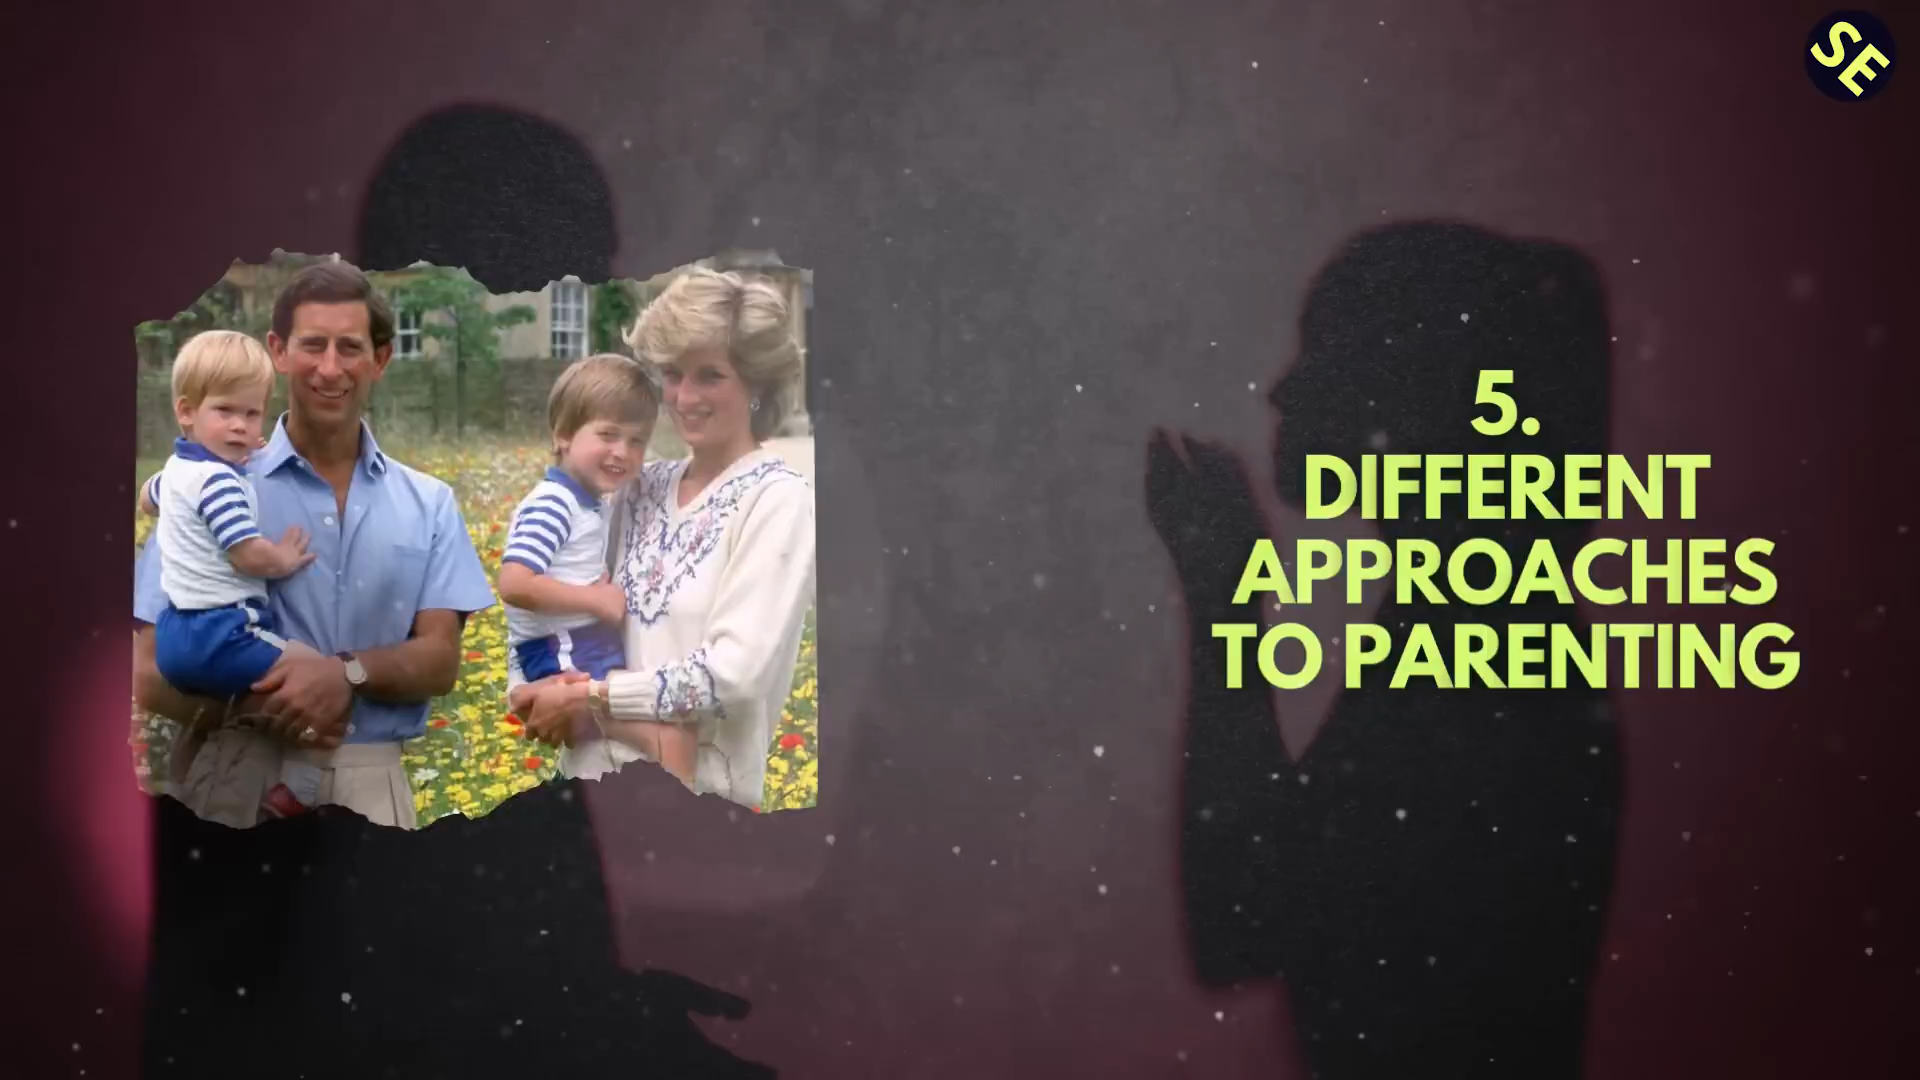 SE
5.
DIFFERENT
APPROACHES
TO PARENTING